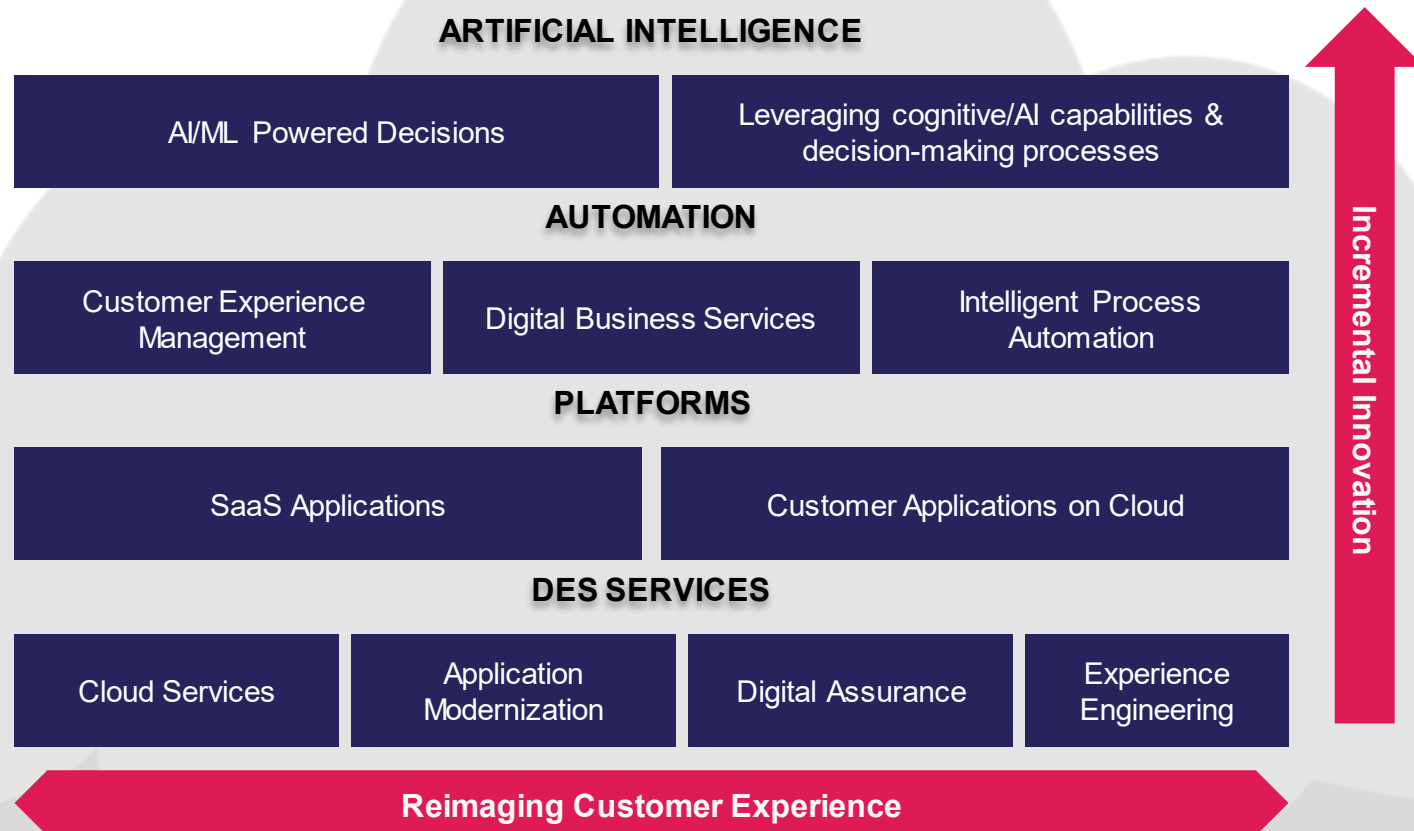 ARTIFICIAL INTELLIGENCE
AI/ML Powered Decisions
Leveraging cognitive/AI capabilities &
decision-making processes
AUTOMATION
Customer Experience
Management
Digital Business Services
Intelligent Process
Automation
PLATFORMS
SaaS Applications
Customer Applications on Cloud
DES SERVICES
Cloud Services
Application
Modernization
Digital Assurance
Experience
Engineering
Reimaging Customer Experience
Incremental Innovation